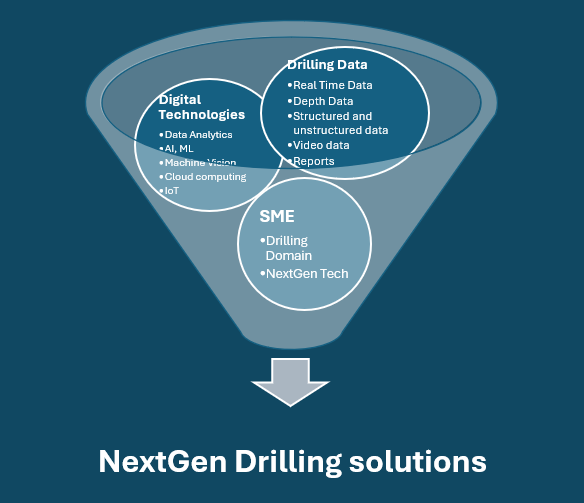 Drilling Data
•Real Time Data
•Depth Data
•Structured and
unstructured data
•Video data
•Reports
Digital
Technologies
•Data Analytics
•AI, ML
•Machine Vision
•Cloud computing
•IoT
SME
•Drilling
Domain
•NextGen Tech
NextGen Drilling solutions